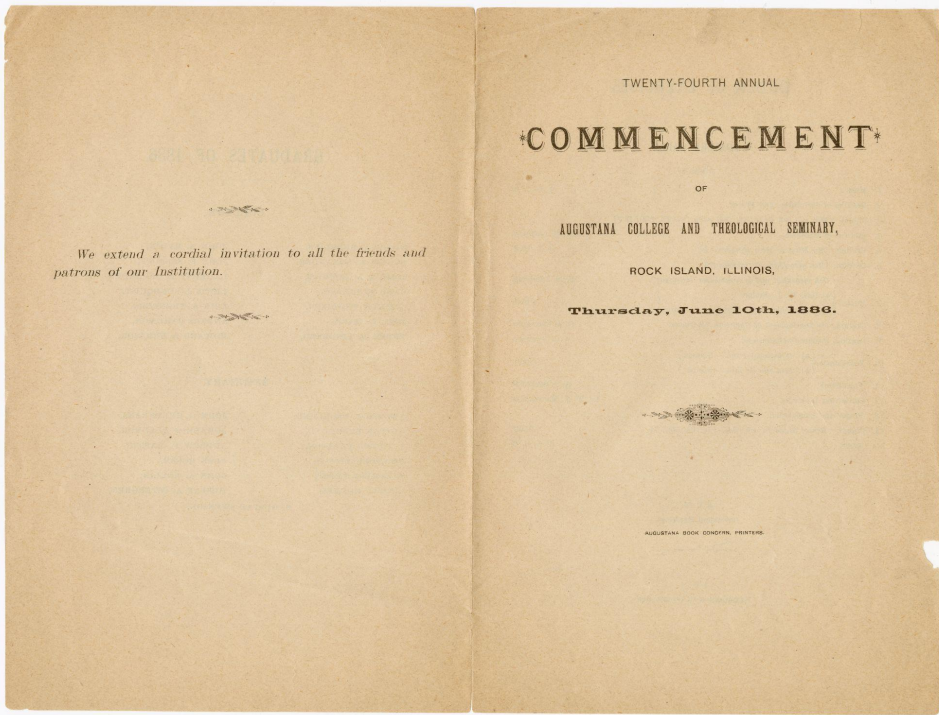 We extend a cordial invitation to all the friends and
patrons of our Institution.
TWENTY-FOURTH ANNUAL
COMMENCEMENT
OF
AUGUSTANA COLLEGE AND THEOLOGICAL SEMINARY,
ROCK ISLAND, ILLINOIS,
Thursday, June 10th, 1886.
AUGUSTANA BOOK CONCERN, PRINTERS.